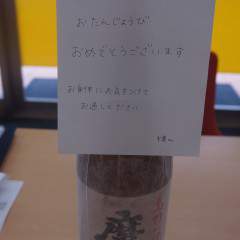 おたんじょうび
おめでとうございます
お身体にお気をつけて
お過しください